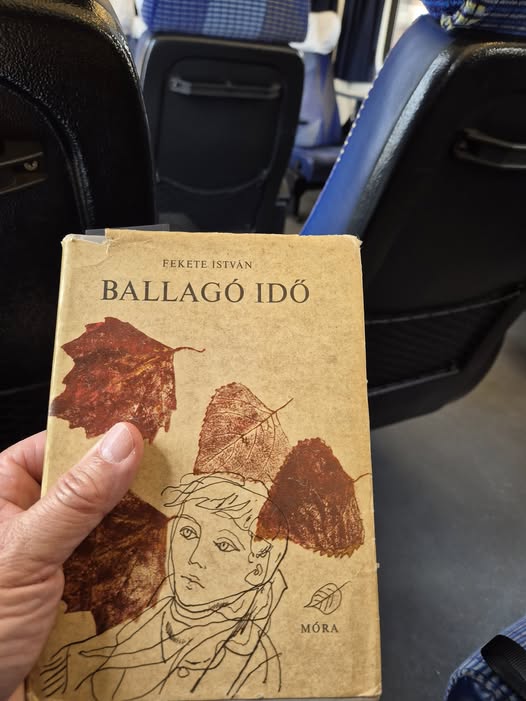 FEKETE ISTVÁN
BALLAGÓ IDŐ
MÓRA